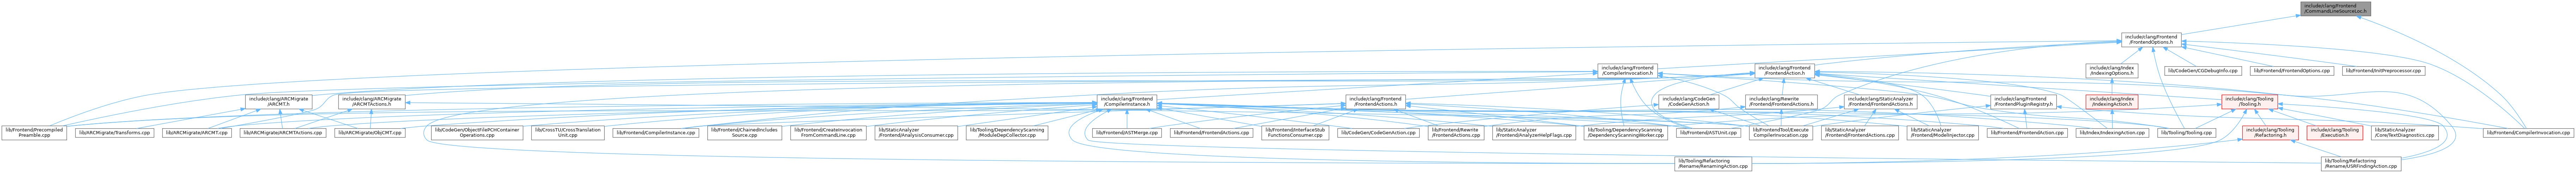 include/clang/Frontend
/CommandLineSourceLoc.h
include/clang/Frontend
/FrontendOptions.h
include/clang/Frontend
/CompilerInvocation.h
include/clang/Frontend
/FrontendAction.h
include/clang/Index
/IndexingOptions.h
lib/CodeGen/CGDebugInfo.cpp
lib/Frontend/FrontendOptions.cpp
lib/Frontend/InitPreprocessor.cpp
include/clang/ARCMigrate
/ARCMT.h
include/clang/ARCMigrate
/ARCMTActions.h
include/clang/Frontend
/CompilerInstance.h
include/clang/Frontend
/FrontendActions.h
include/clang/CodeGen
/CodeGenAction.h
include/clang/Rewrite
/Frontend/FrontendActions.h
include/clang/StaticAnalyzer
/Frontend/FrontendActions.h
include/clang/Frontend
/FrontendPluginRegistry.h
include/clang/Index
/IndexingAction.h
include/clang/Tooling
/Tooling.h
lib/Frontend/Precompiled
Preamble.cpp
lib/ARCMigrate/Transforms.cpp
lib/ARCMigrate/ARCMT.cpp
lib/ARCMigrate/ARCMTActions.cpp
lib/ARCMigrate/ObjCMT.cpp
lib/CodeGen/ObjectFilePCHContainer
Operations.cpp
lib/CrossTU/CrossTranslation
Unit.cpp
lib/Frontend/CompilerInstance.cpp
lib/Frontend/ChainedIncludes
Source.cpp
lib/Frontend/CreateInvocation
FromCommandLine.cpp
lib/StaticAnalyzer
/Frontend/AnalysisConsumer.cpp
lib/Tooling/DependencyScanning
/ModuleDepCollector.cpp
lib/Frontend/ASTMerge.cpp
lib/Frontend/FrontendActions.cpp
lib/Frontend/InterfaceStub
FunctionsConsumer.cpp
lib/CodeGen/CodeGenAction.cpp
lib/Frontend/Rewrite
/FrontendActions.cpp
lib/StaticAnalyzer
/Frontend/AnalyzerHelpFlags.cpp
lib/Tooling/DependencyScanning
/DependencyScanningWorker.cpp
lib/Frontend/ASTUnit.cpp
lib/FrontendTool/Execute
CompilerInvocation.cpp
lib/StaticAnalyzer
/Frontend/FrontendActions.cpp
lib/StaticAnalyzer
/Frontend/ModelInjector.cpp
lib/Frontend/FrontendAction.cpp
lib/Index/IndexingAction.cpp
lib/Tooling/Tooling.cpp
include/clang/Tooling
/Refactoring.h
include/clang/Tooling
/Execution.h
lib/StaticAnalyzer
/Core/TextDiagnostics.cpp
lib/Frontend/CompilerInvocation.cpp
lib/Tooling/Refactoring
/Rename/RenamingAction.cpp
lib/Tooling/Refactoring
/Rename/USRFindingAction.cpp